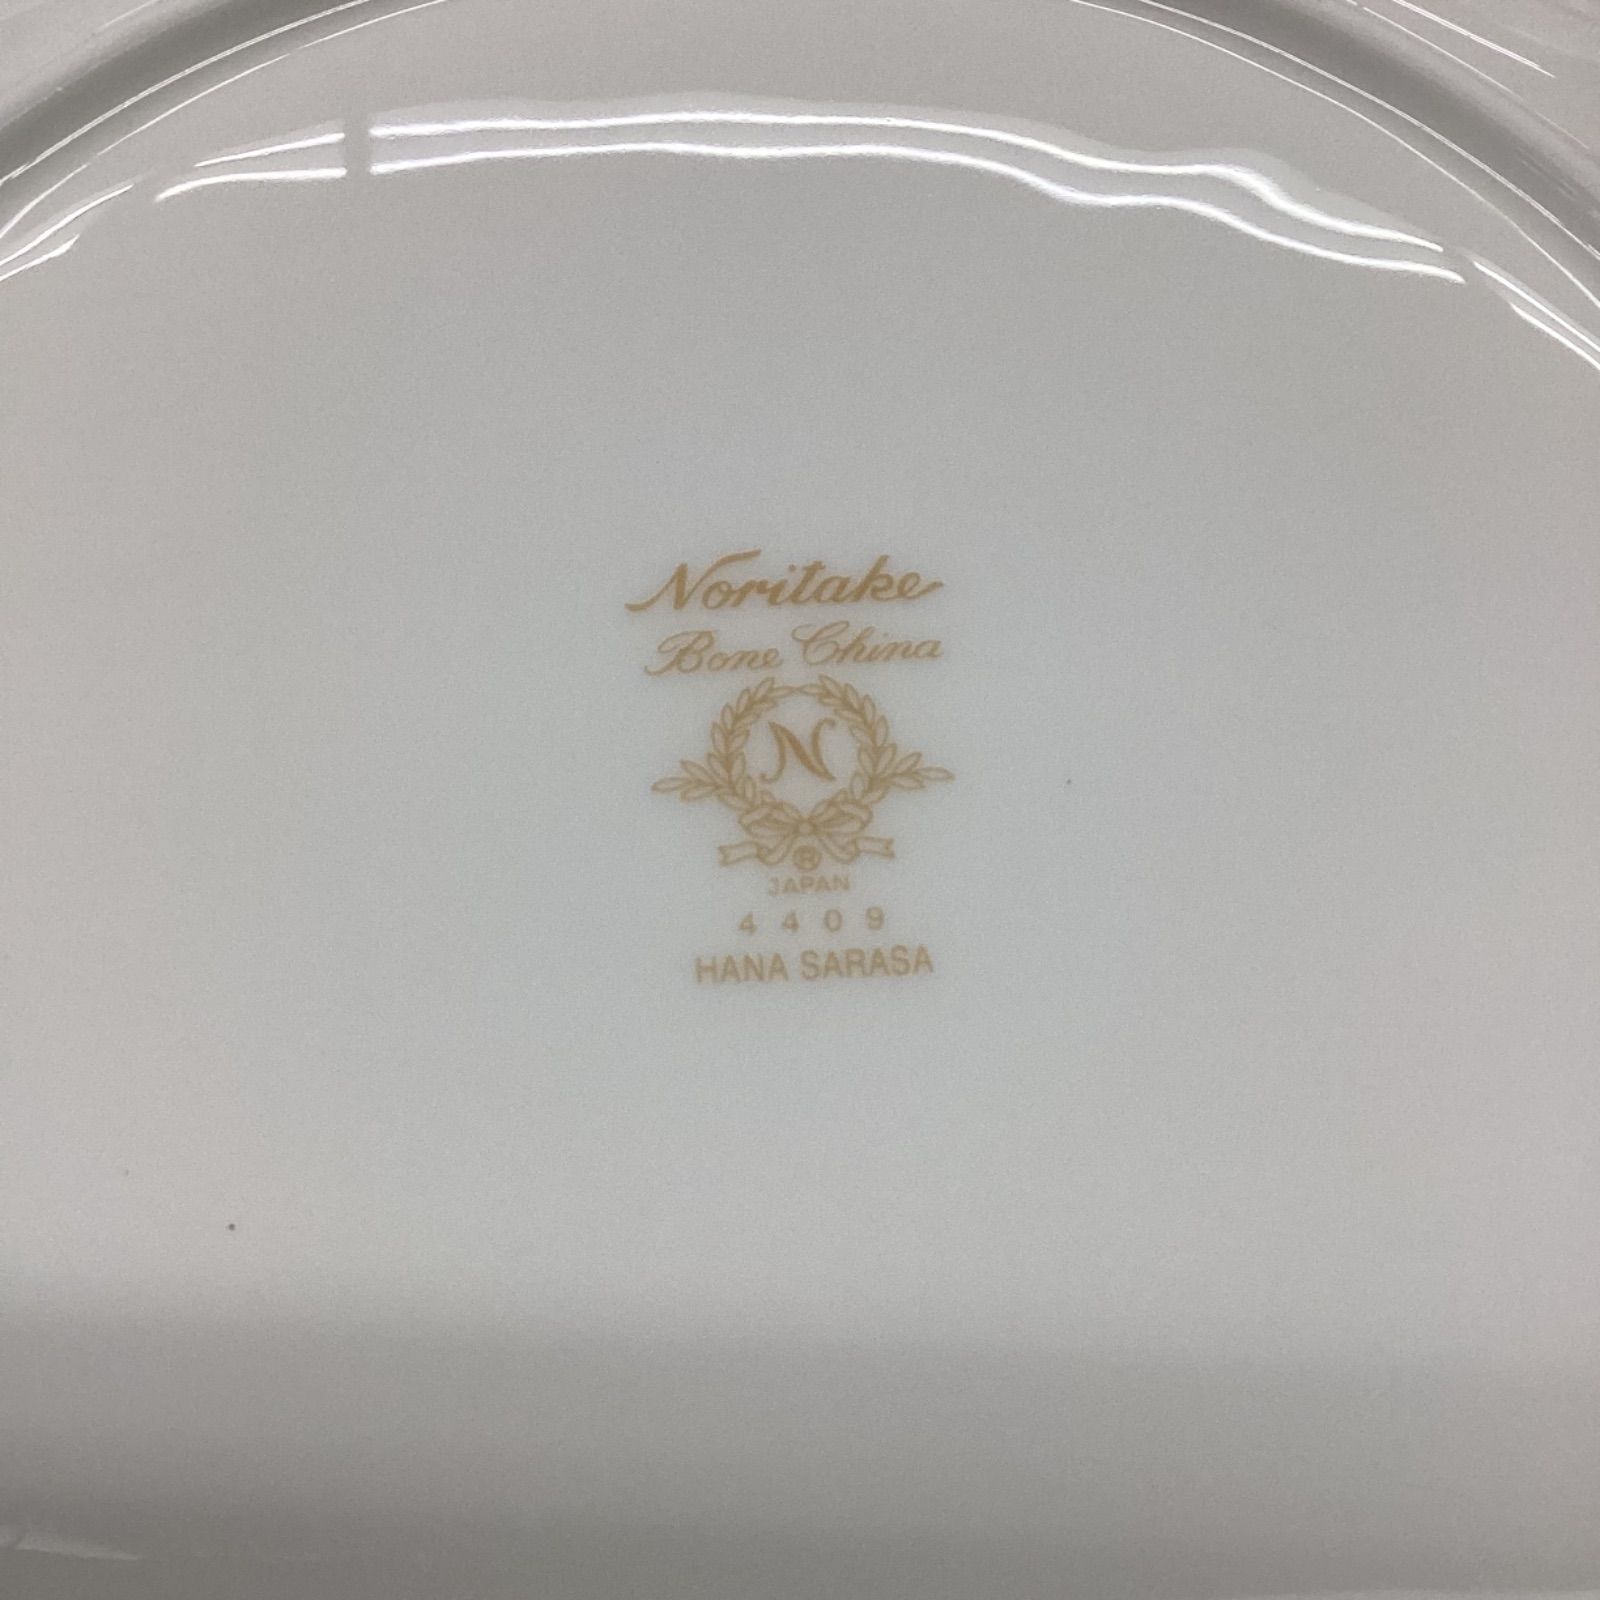 Noritake
Bone China
N
®
JAPAN
4409
HANA SARASA